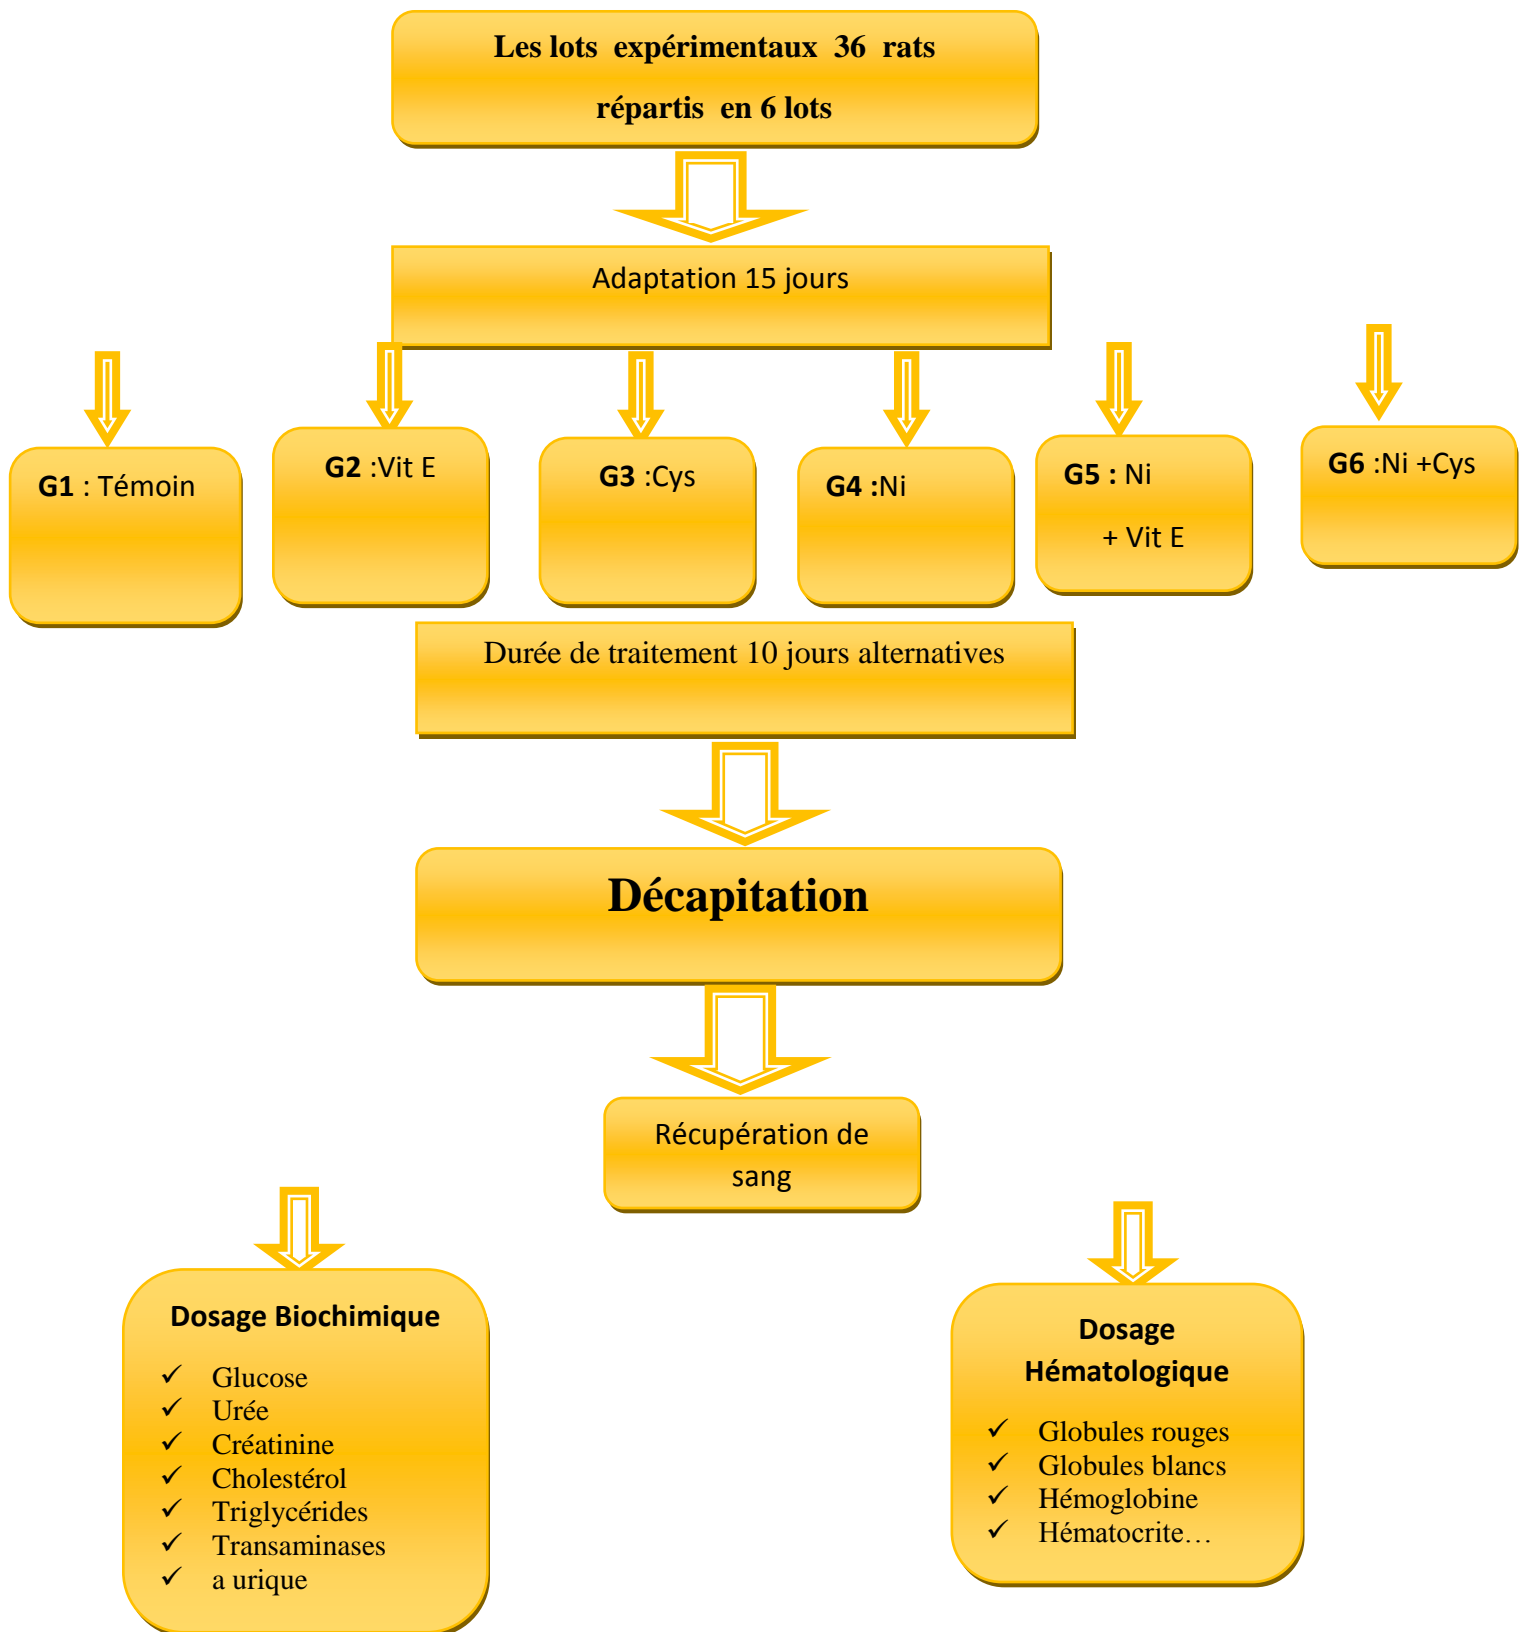 Les lots expérimentaux 36 rats
répartis en 6 lots
Adaptation 15 jours
G1 : Témoin
G2 :Vit E
G3 :Cys
G4 :Ni
G5 : Ni
+ Vit E
G6 :Ni +Cys
Durée de traitement 10 jours alternatives
Décapitation
Récupération de
sang
Dosage Biochimique
✓ Glucose
✓ Urée
✓ Créatinine
✓ Cholestérol
✓ Triglycérides
✓ Transaminases
✓ a urique
Dosage
Hématologique
✓ Globules rouges
✓ Globules blancs
✓ Hémoglobine
✓ Hématocrite…